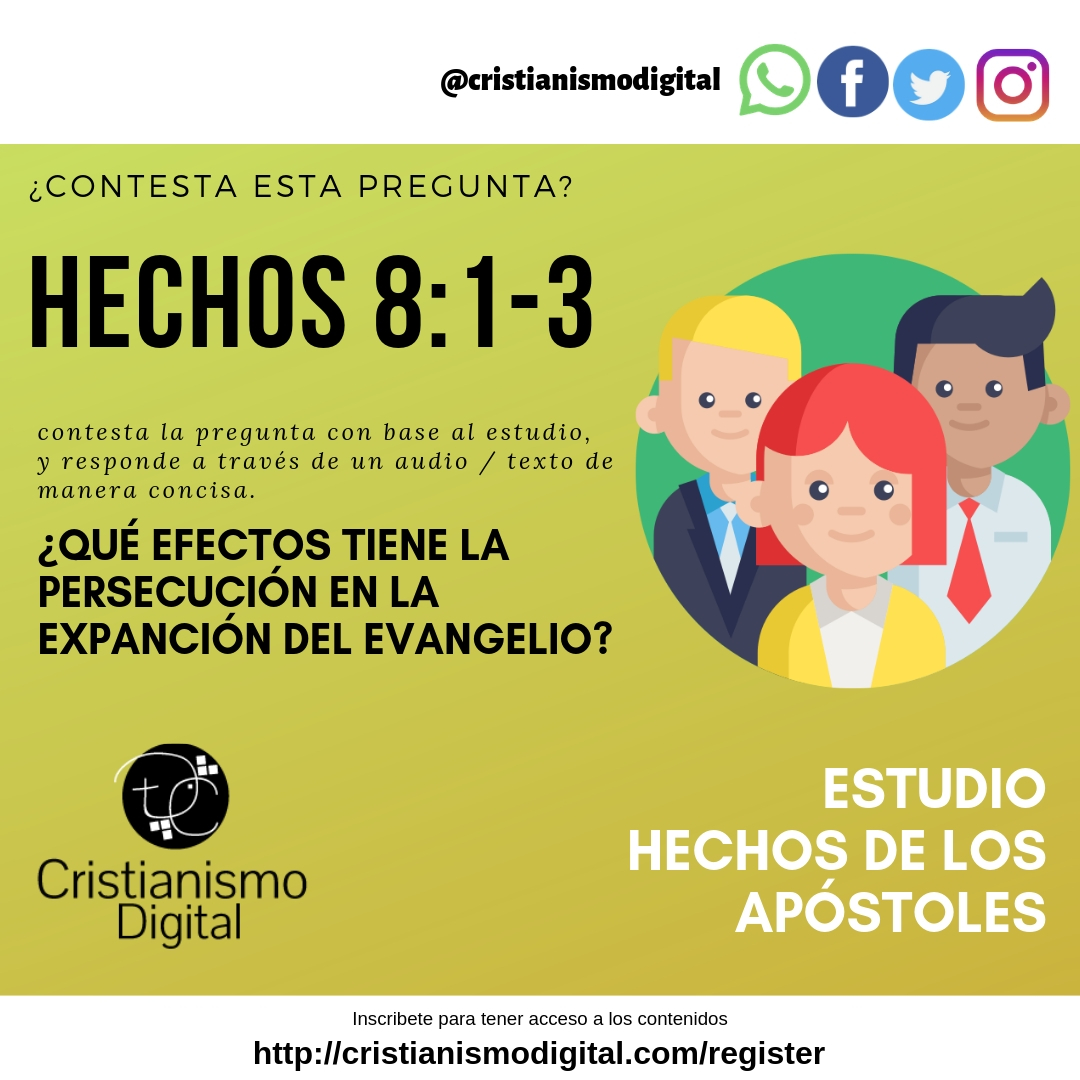 @cristianismodigital
¿CONTESTA ESTA PREGUNTA?
HECHOS 8:1-3
contesta la pregunta con base al estudio,
y responde a través de un audio / texto de
manera concisa.
¿QUÉ EFECTOS TIENE LA
PERSECUCIÓN EN LA
EXPANCIÓN DEL EVANGELIO?
Cristianismo
Digital
ESTUDIO
HECHOS DE LOS
APÓSTOLES
Inscribete para tener acceso a los contenidos
http://cristianismodigital.com/register